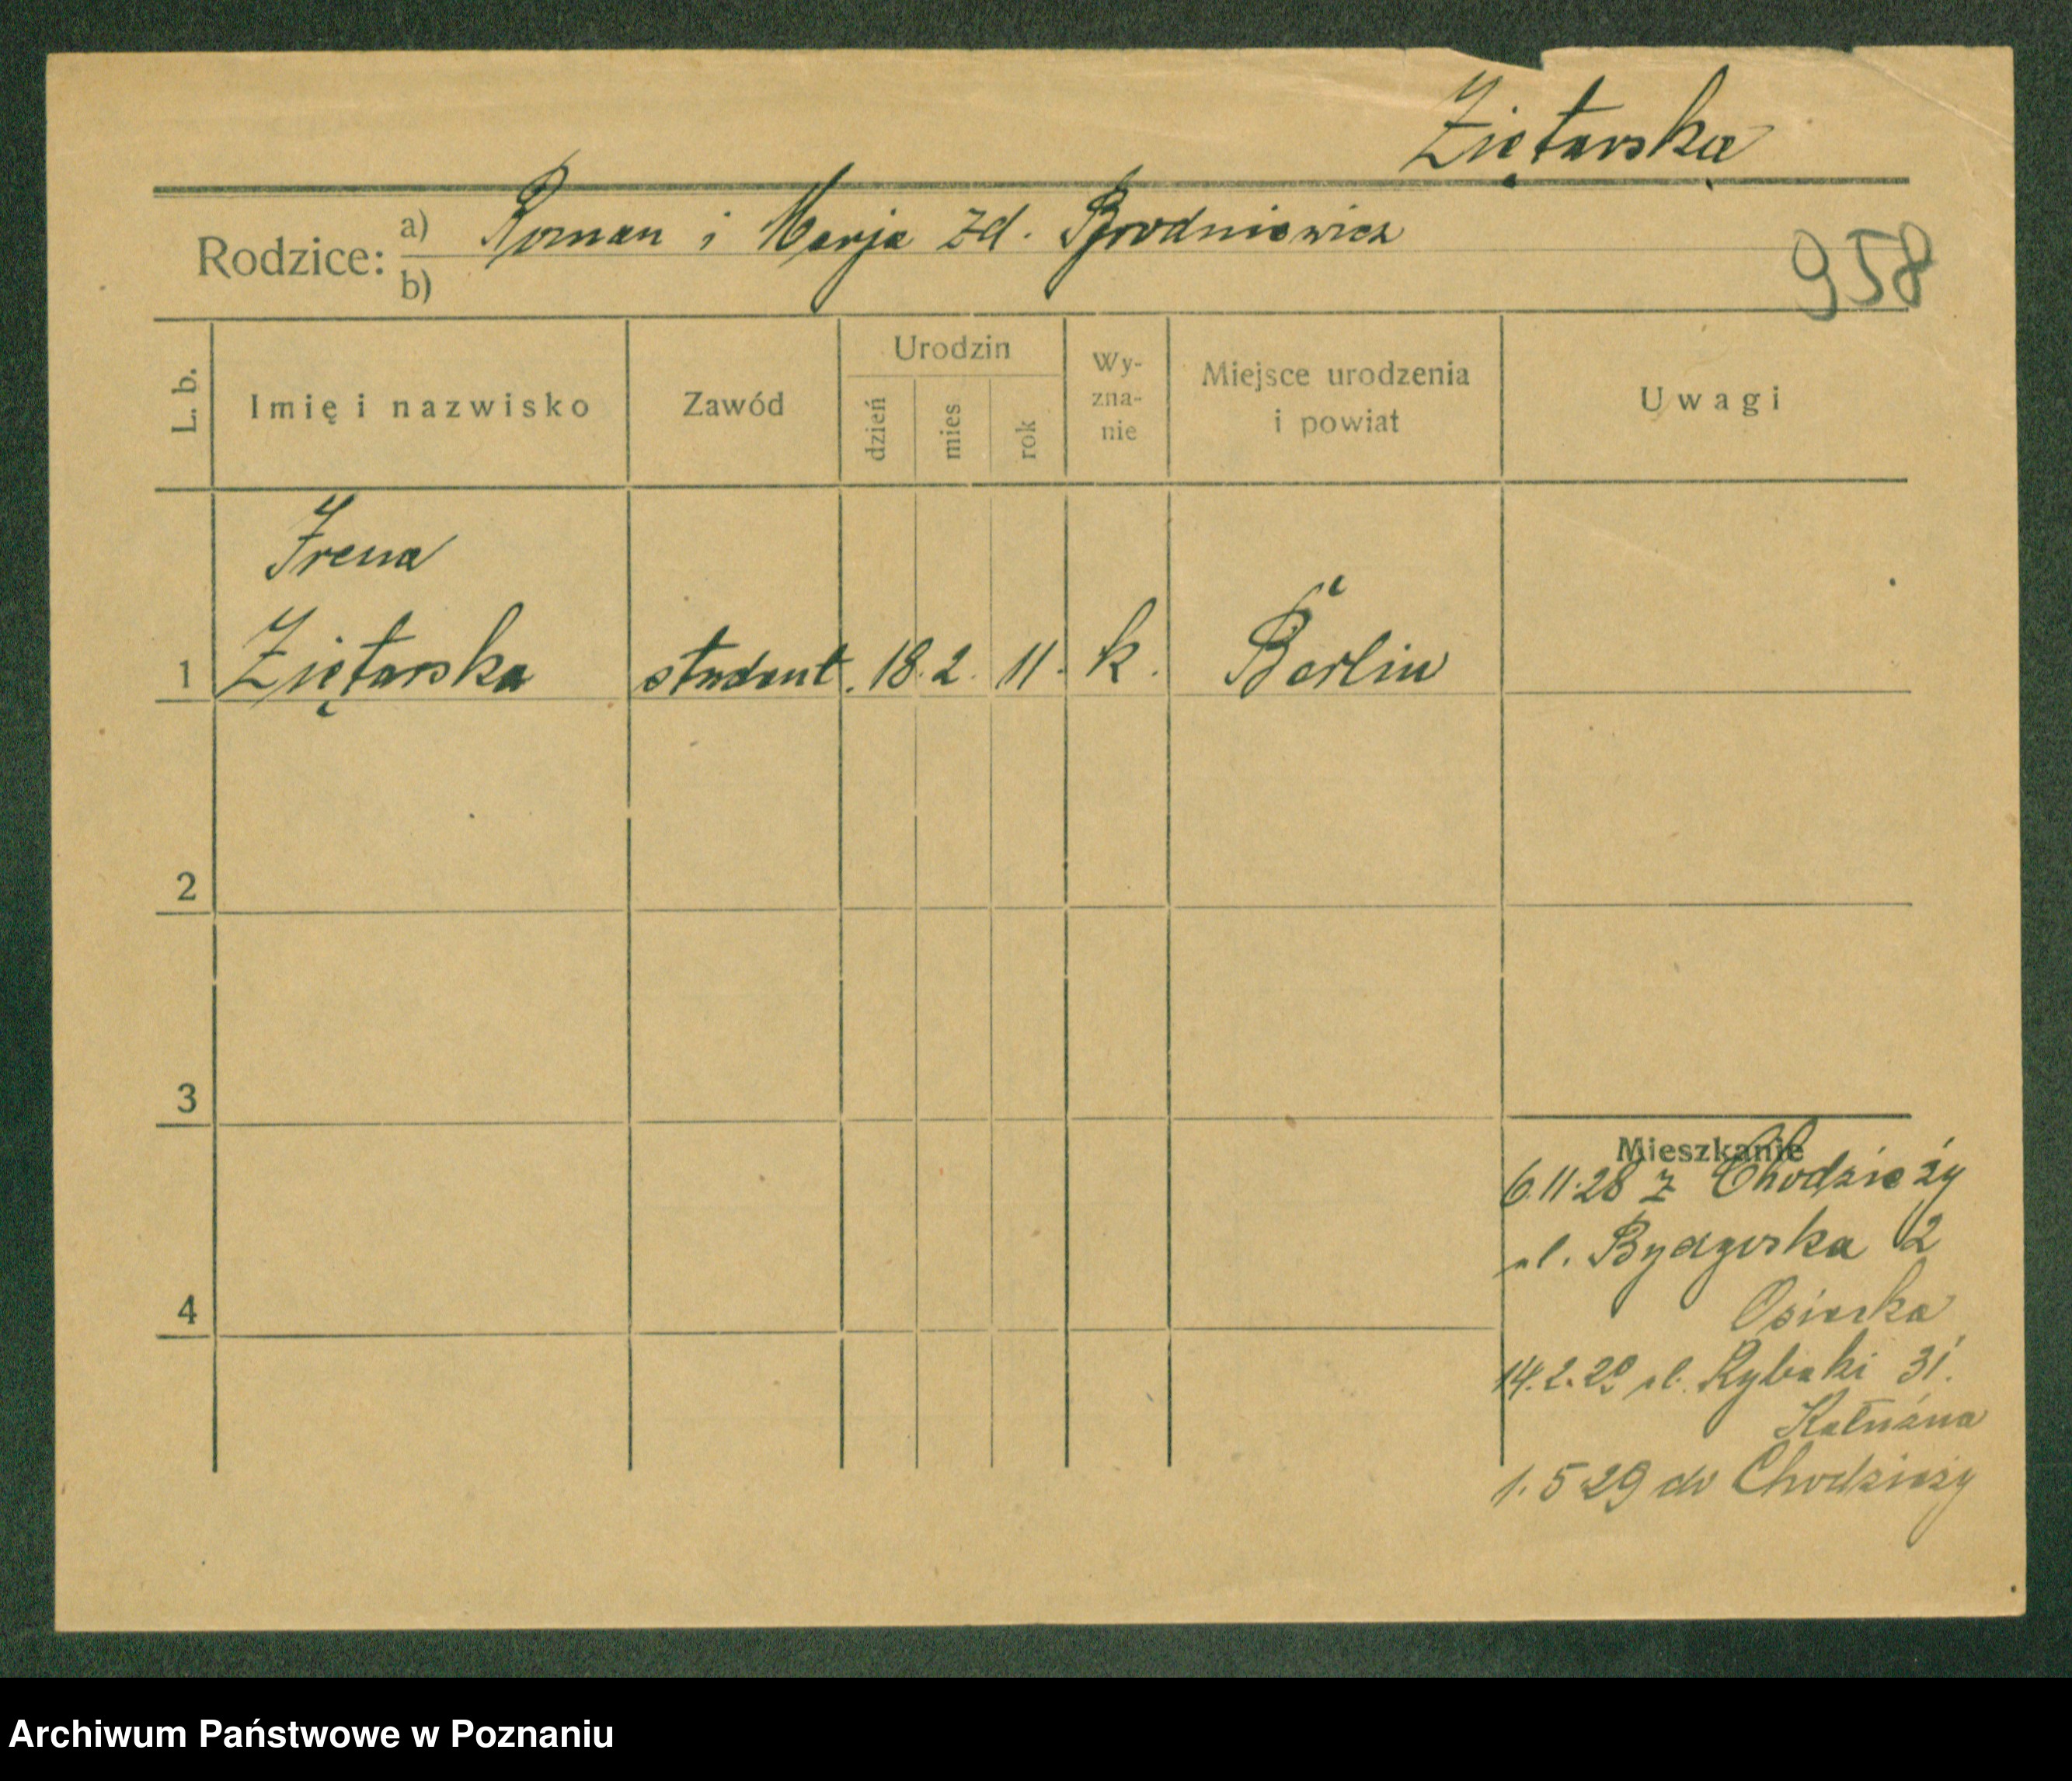 Ziętarska
Rodzice: a) Roman i Marja zd. Brodniewicz
b)
958
L. b.
Imię i nazwisko
Zawód
Urodzin
dzień
mies
rok
Wy-
zna-
nie
Miejsce urodzenia
i powiat
Uwagi
Irena
1 Ziętarska student. 18. 2. 11. k. Berlin
2
3
4
Mieszkanie
6.11.28 z Chodzieży
ul. Bydgoska 2
Osierka
14.2.29 ul. Rybaki 31.
Kałużna
1.5 29 do Chodzieży
Archiwum Państwowe w Poznaniu